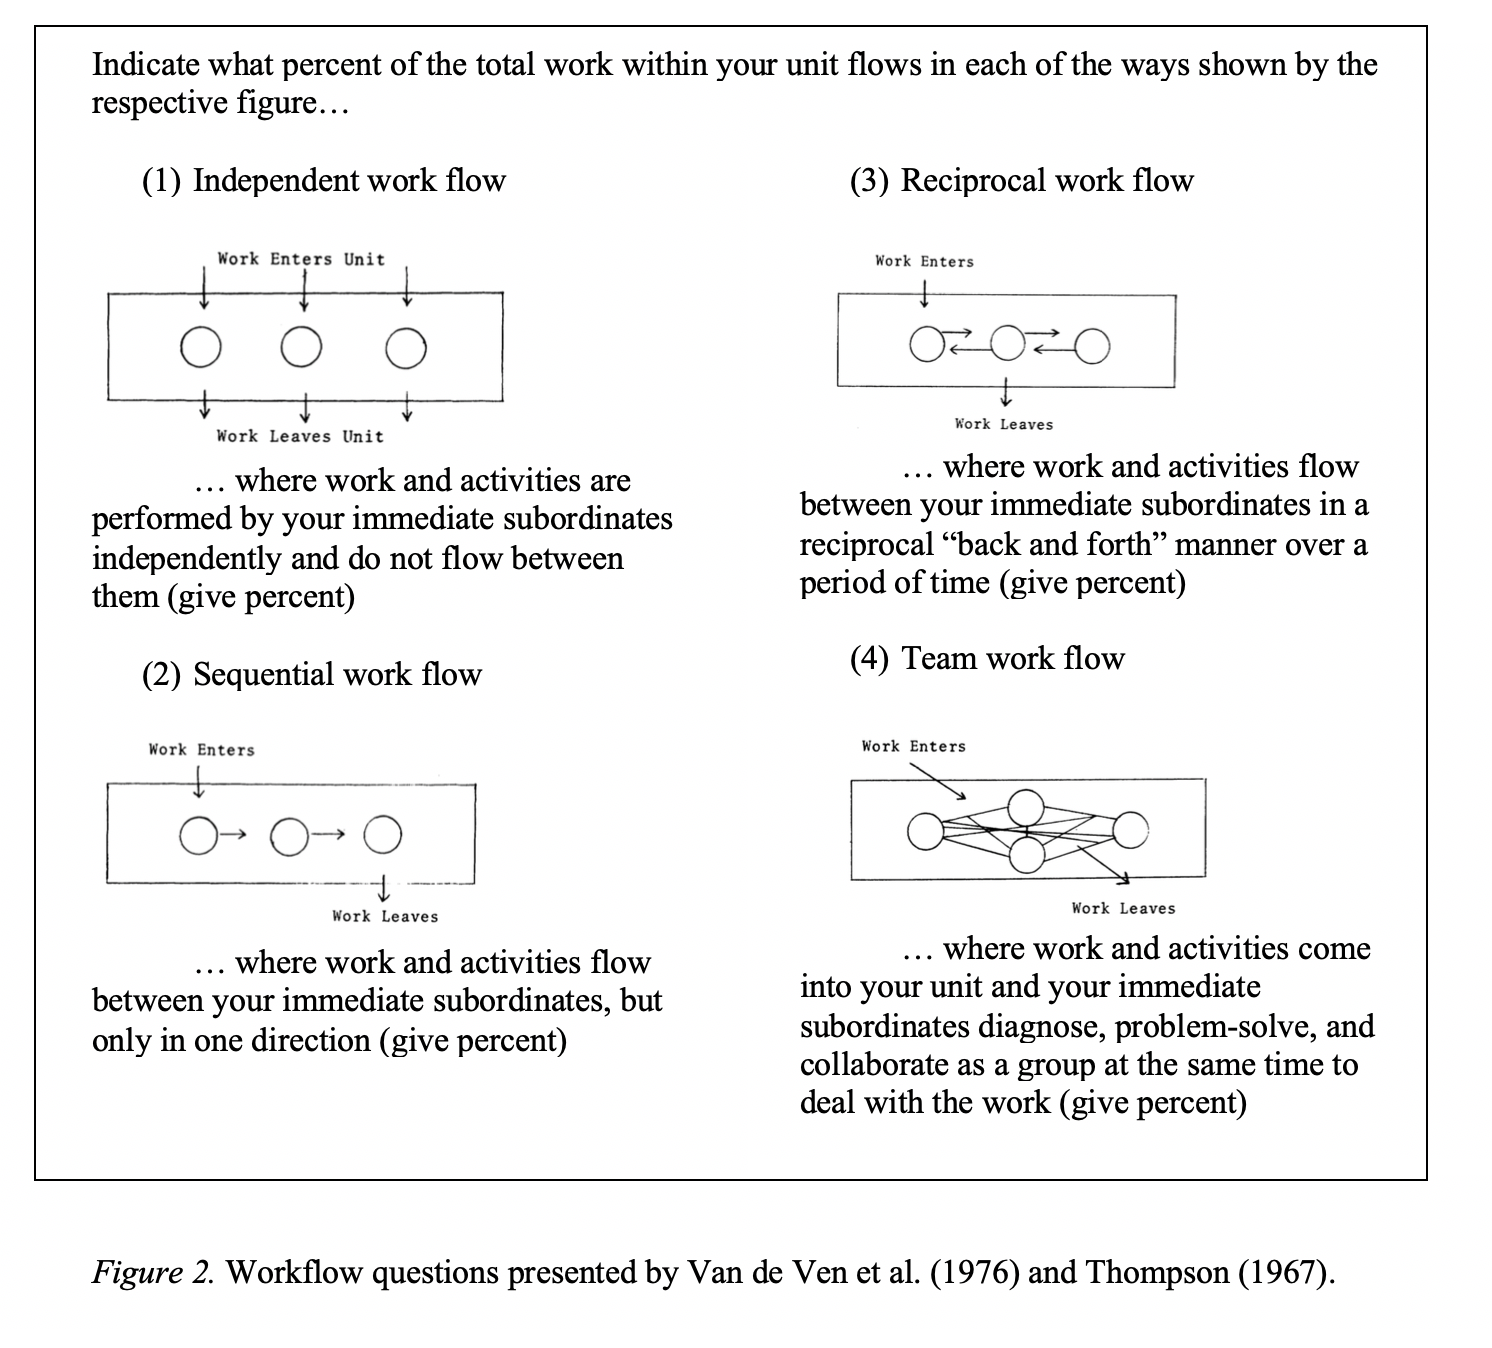 Indicate what percent of the total work within your unit flows in each of the ways shown by the
respective figure…
(1) Independent work flow
Work Enters Unit
Work Leaves Unit
… where work and activities are
performed by your immediate subordinates
independently and do not flow between
them (give percent)
(2) Sequential work flow
Work Enters
Work Leaves
… where work and activities flow
between your immediate subordinates, but
only in one direction (give percent)
(3) Reciprocal work flow
Work Enters
Work Leaves
… where work and activities flow
between your immediate subordinates in a
reciprocal “back and forth” manner over a
period of time (give percent)
(4) Team work flow
Work Enters
Work Leaves
… where work and activities come
into your unit and your immediate
subordinates diagnose, problem-solve, and
collaborate as a group at the same time to
deal with the work (give percent)
Figure 2. Workflow questions presented by Van de Ven et al. (1976) and Thompson (1967).